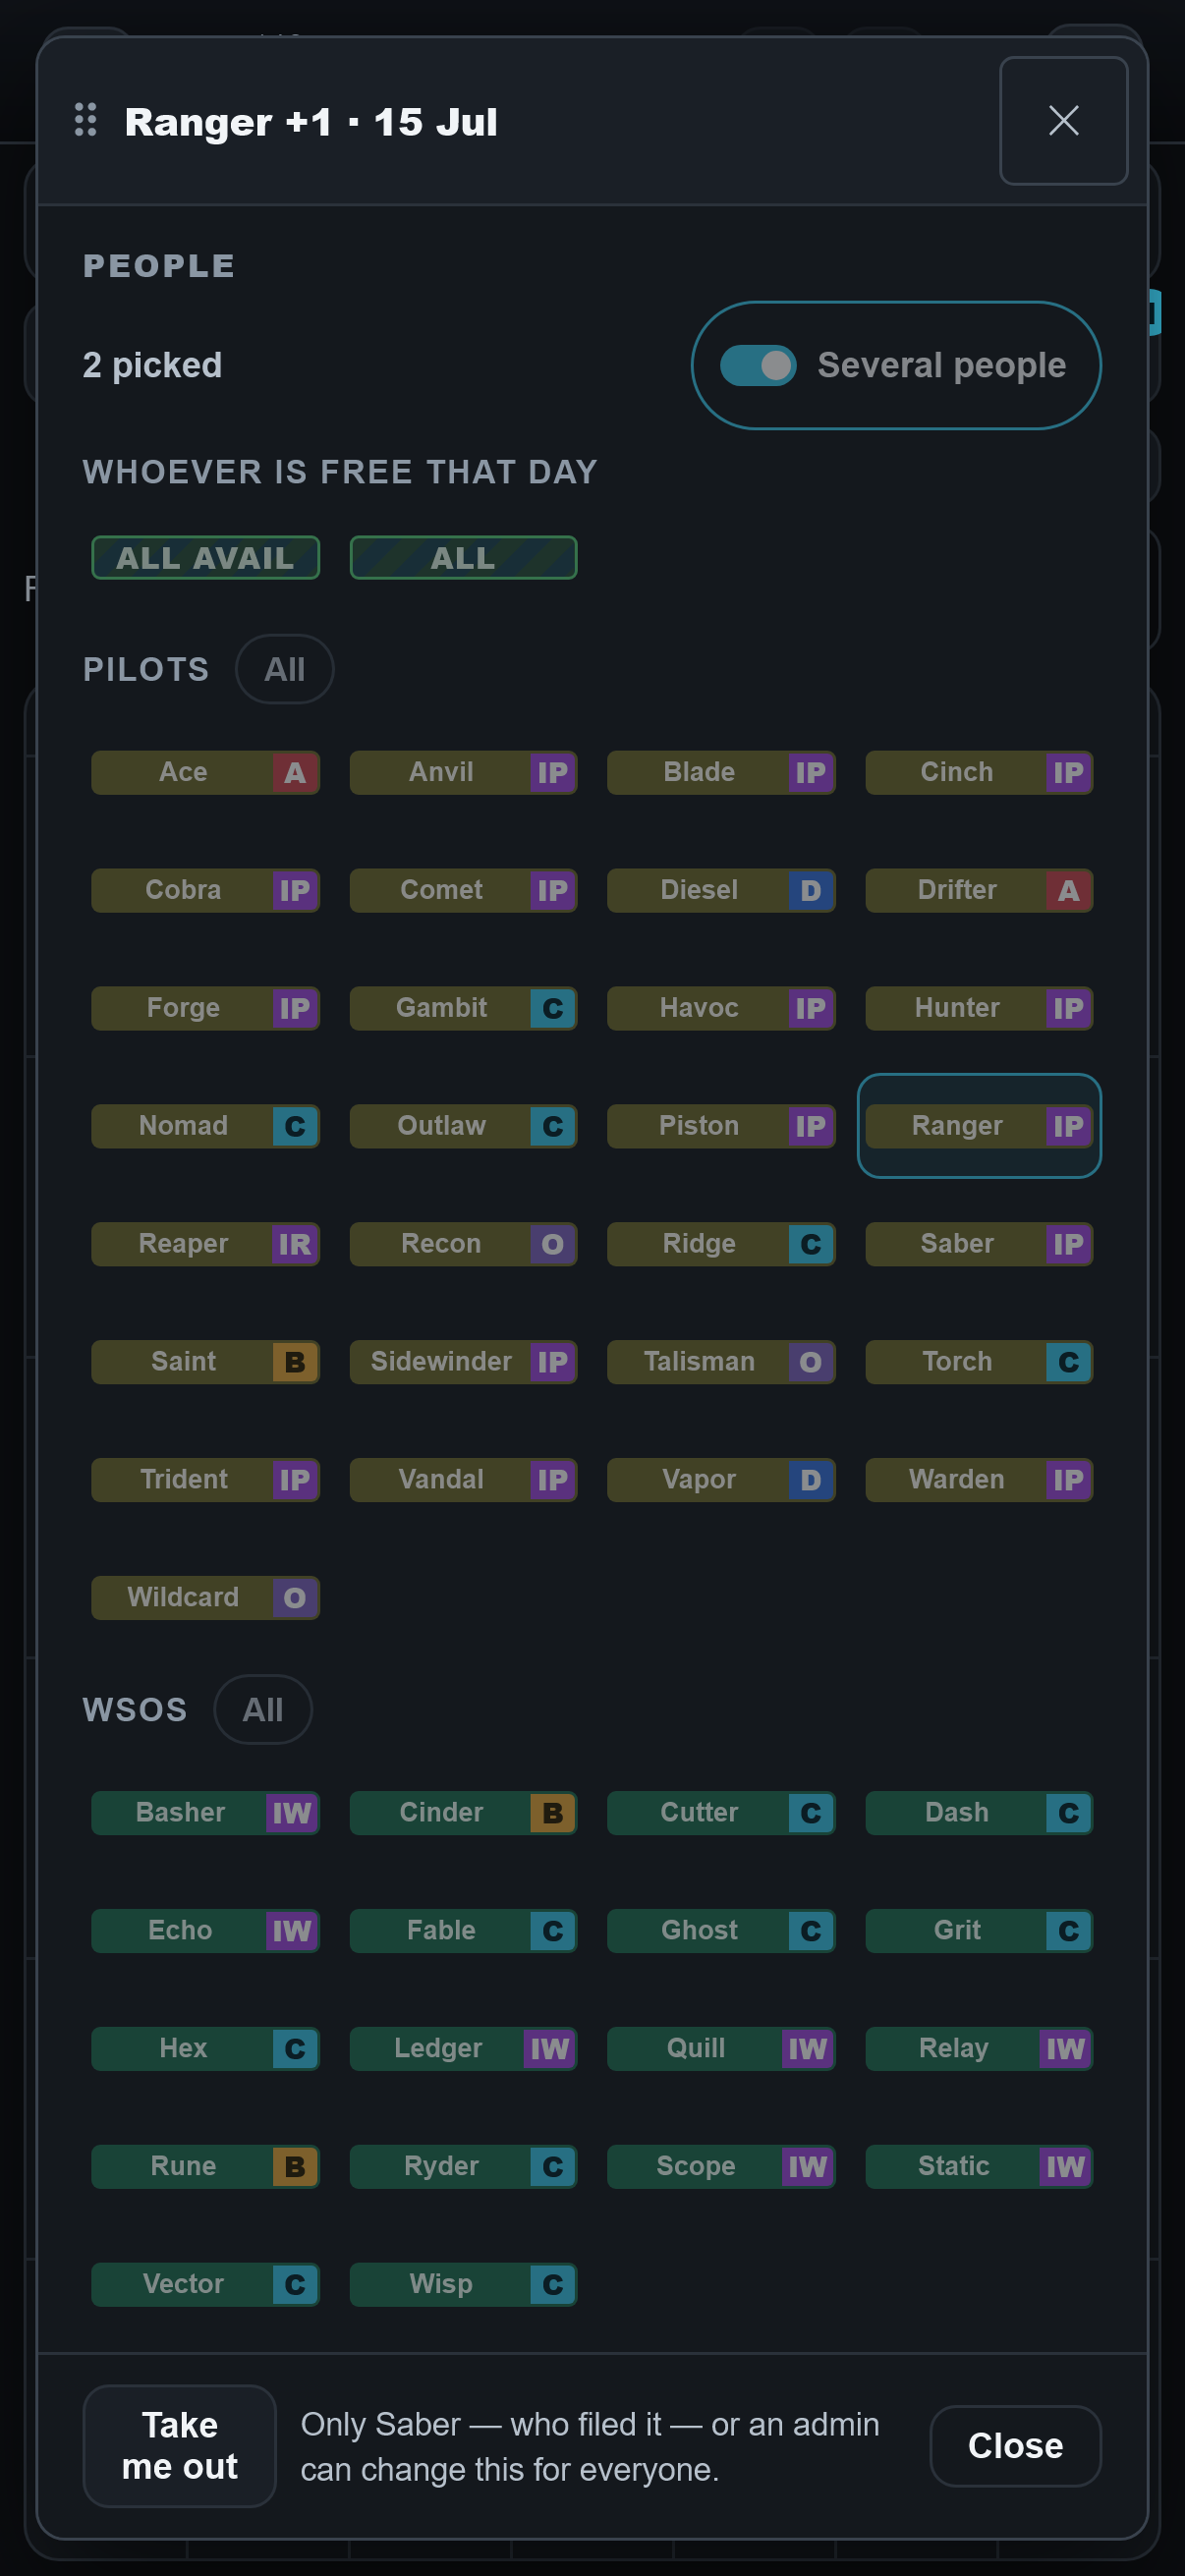 Ranger +1 · 15 Jul
PEOPLE
2 picked
Several people
WHOEVER IS FREE THAT DAY
ALL AVAIL ALL
PILOTS All
Ace A Anvil IP Blade IP Cinch IP
Cobra IP Comet IP Diesel D Drifter A
Forge IP Gambit C Havoc IP Hunter IP
Nomad C Outlaw C Piston IP Ranger IP
Reaper IR Recon O Ridge C Saber IP
Saint B Sidewinder IP Talisman O Torch C
Trident IP Vandal IP Vapor D Warden IP
Wildcard O
WSOS All
Basher IW Cinder B Cutter C Dash C
Echo IW Fable C Ghost C Grit C
Hex C Ledger IW Quill IW Relay IW
Rune B Ryder C Scope IW Static IW
Vector C Wisp C
Take
me out
Only Saber — who filed it — or an admin
can change this for everyone.
Close